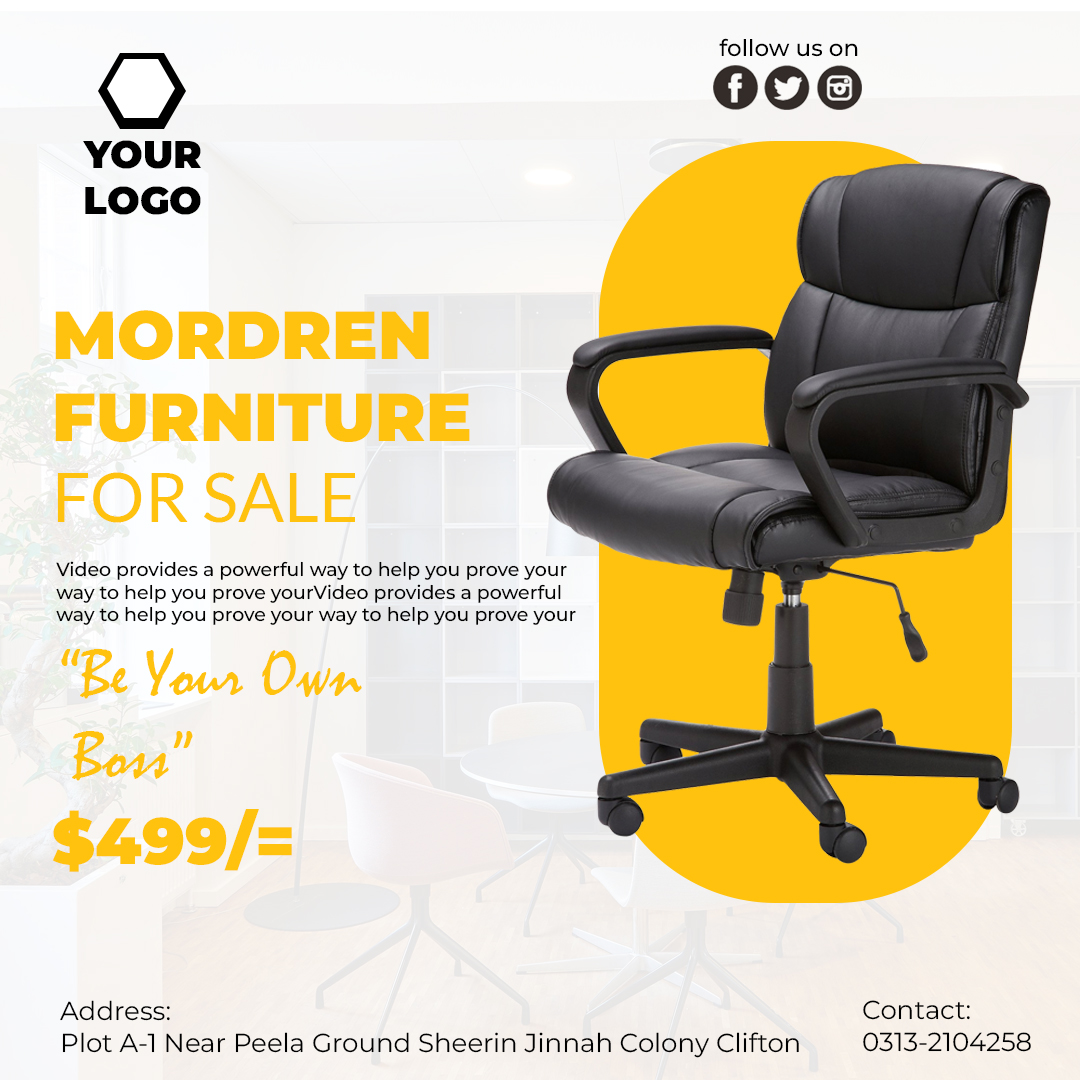 follow us on
YOUR
LOGO
MORDREN
FURNITURE
FOR SALE
Video provides a powerful way to help you prove your
way to help you prove yourVideo provides a powerful
way to help you prove your way to help you prove your
“Be Your Own
Boss”
$499/=
Address:
Plot A-1 Near Peela Ground Sheerin Jinnah Colony Clifton
Contact:
0313-2104258